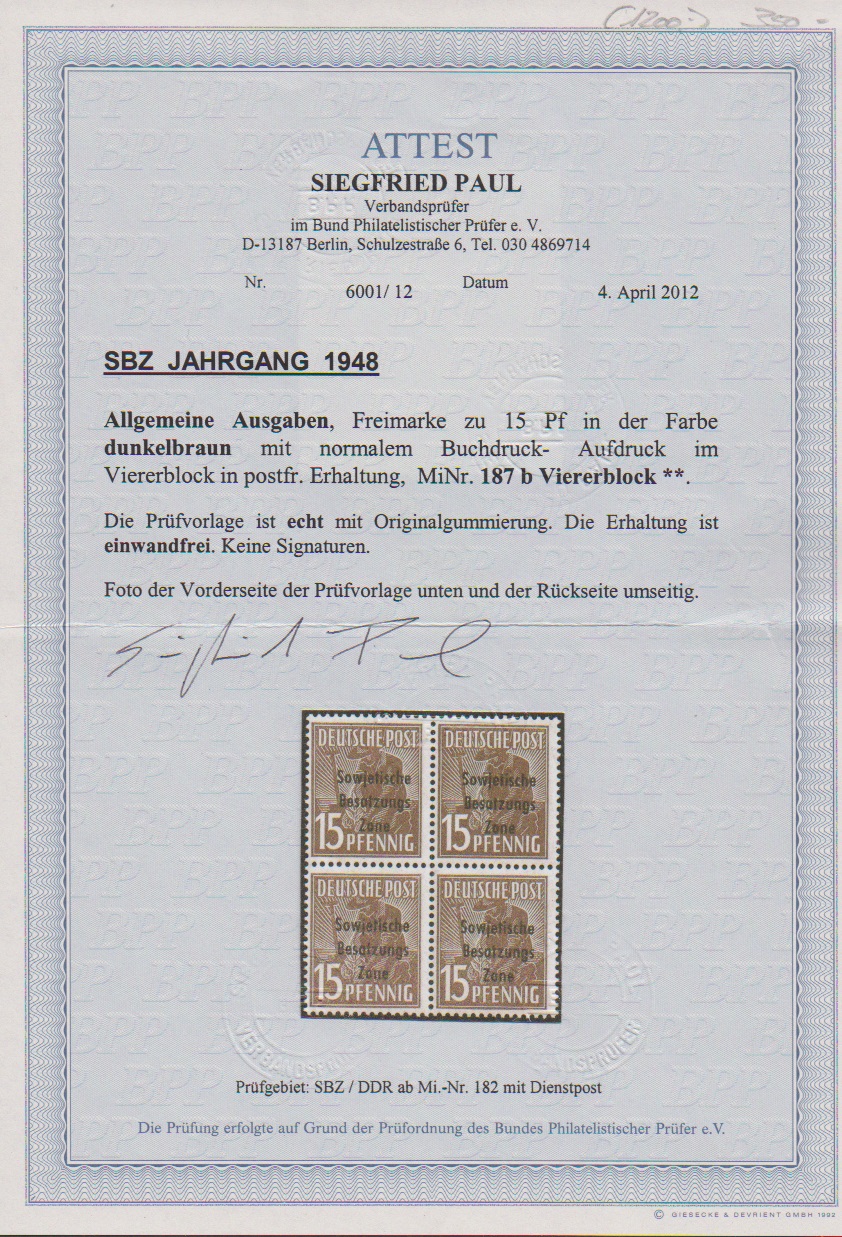 (1200.-) 350 -
ATTEST
SIEGFRIED PAUL
Verbandsprüfer
im Bund Philatelistischer Prüfer e. V.
D-13187 Berlin, Schulzestraße 6, Tel. 030 4869714
Nr. 6001/ 12 Datum 4. April 2012
SBZ JAHRGANG 1948
Allgemeine Ausgaben, Freimarke zu 15 Pf in der Farbe
dunkelbraun mit normalem Buchdruck- Aufdruck im
Viererblock in postfr. Erhaltung, MiNr. 187 b Viererblock **.
Die Prüfvorlage ist echt mit Originalgummierung. Die Erhaltung ist
einwandfrei. Keine Signaturen.
Foto der Vorderseite der Prüfvorlage unten und der Rückseite umseitig.
Siegfried Paul
DEUTSCHE POST DEUTSCHE POST
Sowjetische Sowjetische
Besatzungs Besatzungs
Zone Zone
15 PFENNIG 15 PFENNIG
DEUTSCHE POST DEUTSCHE POST
Sowjetische Sowjetische
Besatzungs Besatzungs
Zone Zone
15 PFENNIG 15 PFENNIG
Prüfgebiet: SBZ / DDR ab Mi.-Nr. 182 mit Dienstpost
Die Prüfung erfolgte auf Grund der Prüfordnung des Bundes Philatelistischer Prüfer e.V.
© GIESECKE & DEVRIENT GMBH 1992